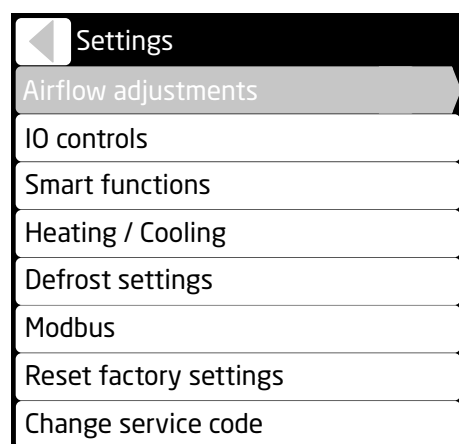 Settings
Airflow adjustments
IO controls
Smart functions
Heating / Cooling
Defrost settings
Modbus
Reset factory settings
Change service code